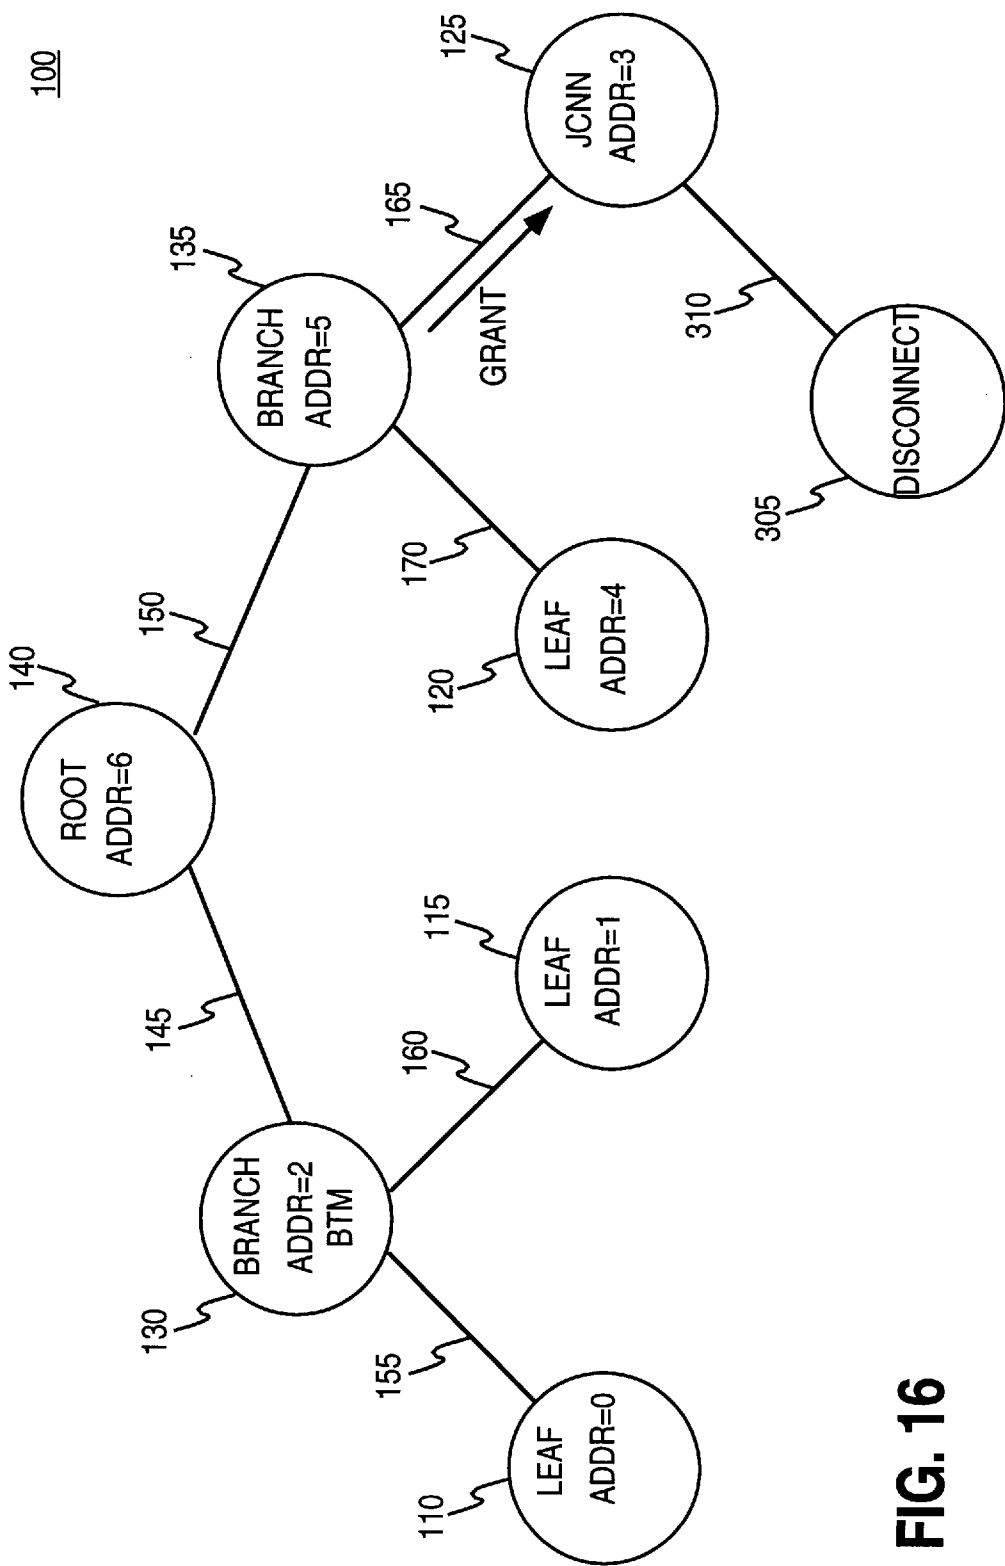 100
140
ROOT
ADDR=6
145
150
130
BRANCH
ADDR=2
BTM
135
BRANCH
ADDR=5
155
160
170
165
GRANT
110
LEAF
ADDR=0
115
LEAF
ADDR=1
120
LEAF
ADDR=4
125
JCNN
ADDR=3
310
305
DISCONNECT
FIG. 16